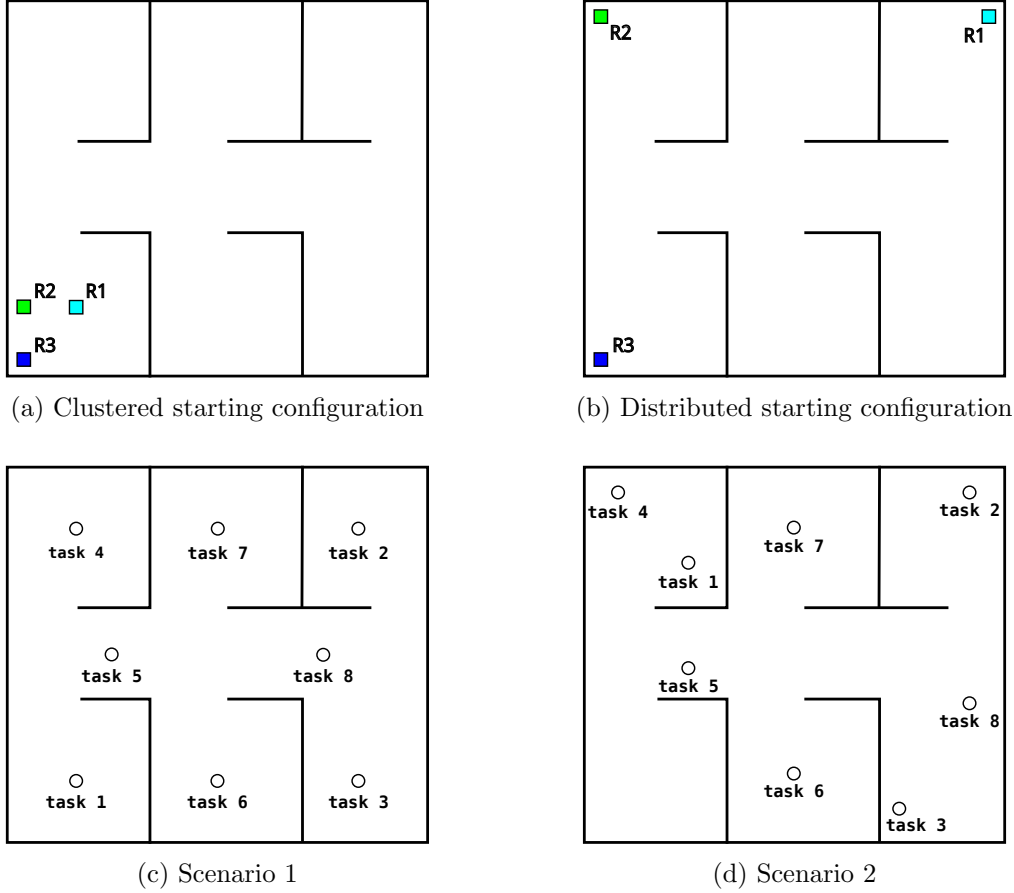 R2
R1
R3
(a) Clustered starting configuration
R2
R1
R3
(b) Distributed starting configuration
task 4
task 7
task 2
task 5
task 8
task 1
task 6
task 3
(c) Scenario 1
task 4
task 2
task 7
task 1
task 5
task 8
task 6
task 3
(d) Scenario 2